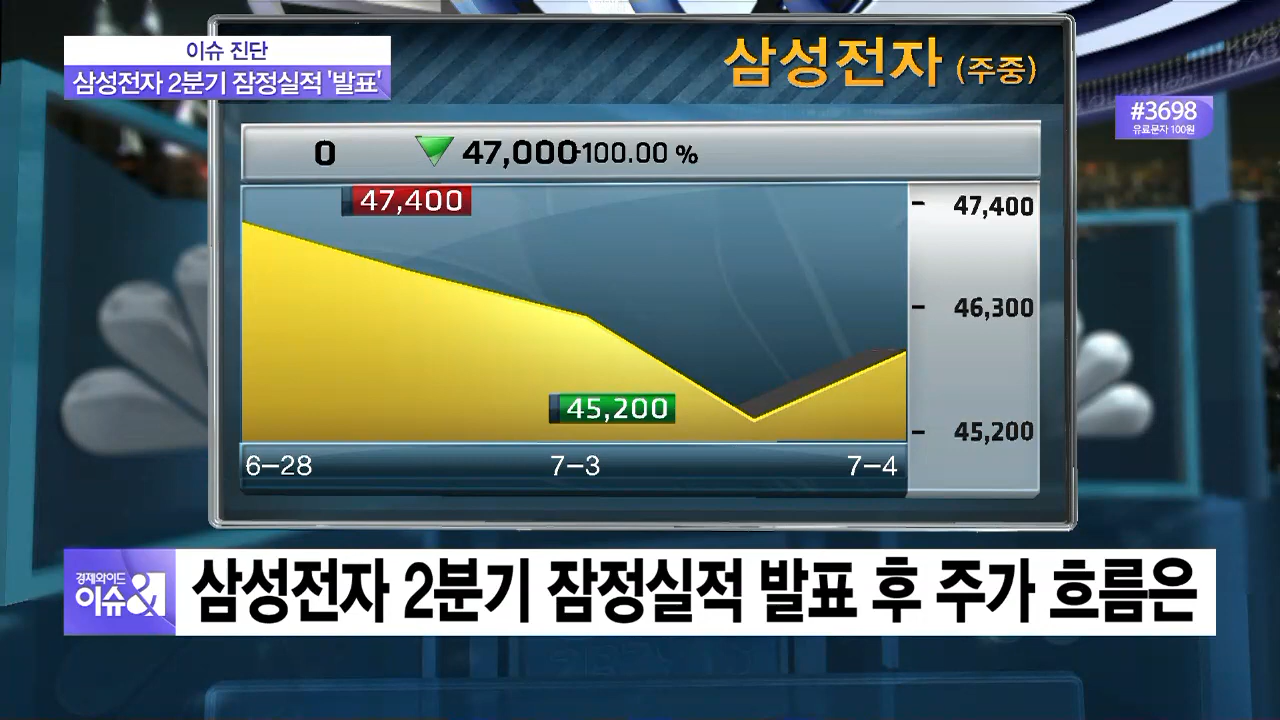 이슈 진단
삼성전자 2분기 잠정실적 '발표'
삼성전자 (주중)
#3698
유료문자 100원
0 47,000-100.00 %
47,400
47,400
46,300
45,200
45,200
6-28 7-3 7-4
경제와이드
이슈&
삼성전자 2분기 잠정실적 발표 후 주가 흐름은